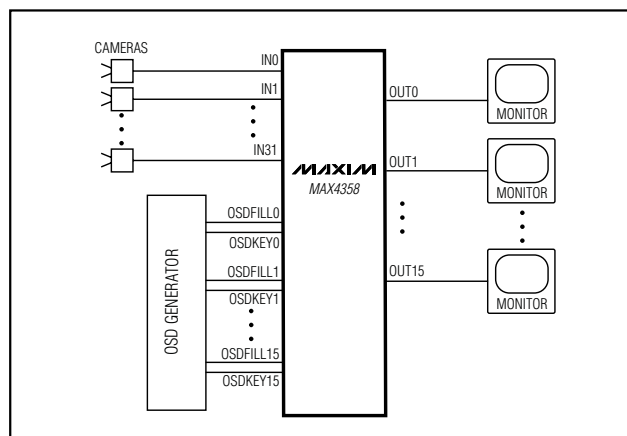 CAMERAS
IN0
IN1
IN31
OSDFILL0
OSDKEY0
OSDFILL1
OSDKEY1
OSDFILL15
OSDKEY15
OSD GENERATOR
MAXIM
MAX4358
OUT0
OUT1
OUT15
MONITOR
MONITOR
MONITOR